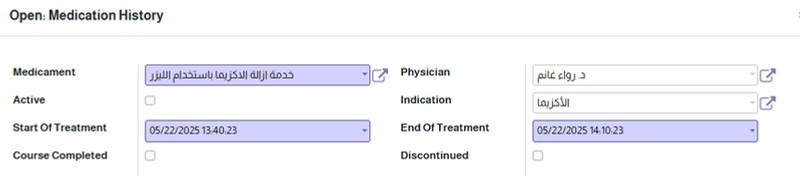 Open: Medication History
Medicament خدمة ازالة الاكزيما باستخدام الليزر Physician د. رواء غانم
Active Indication الأكزيما
Start Of Treatment 05/22/2025 13:40:23 End Of Treatment 05/22/2025 14:10:23
Course Completed Discontinued